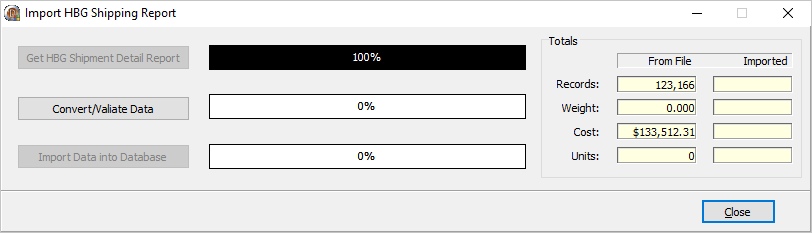 Import HBG Shipping Report
Get HBG Shipment Detail Report
100%
Convert/Valiate Data
0%
Import Data into Database
0%
Totals
From File Imported
Records: 123,166
Weight: 0.000
Cost: $133,512.31
Units: 0
Close